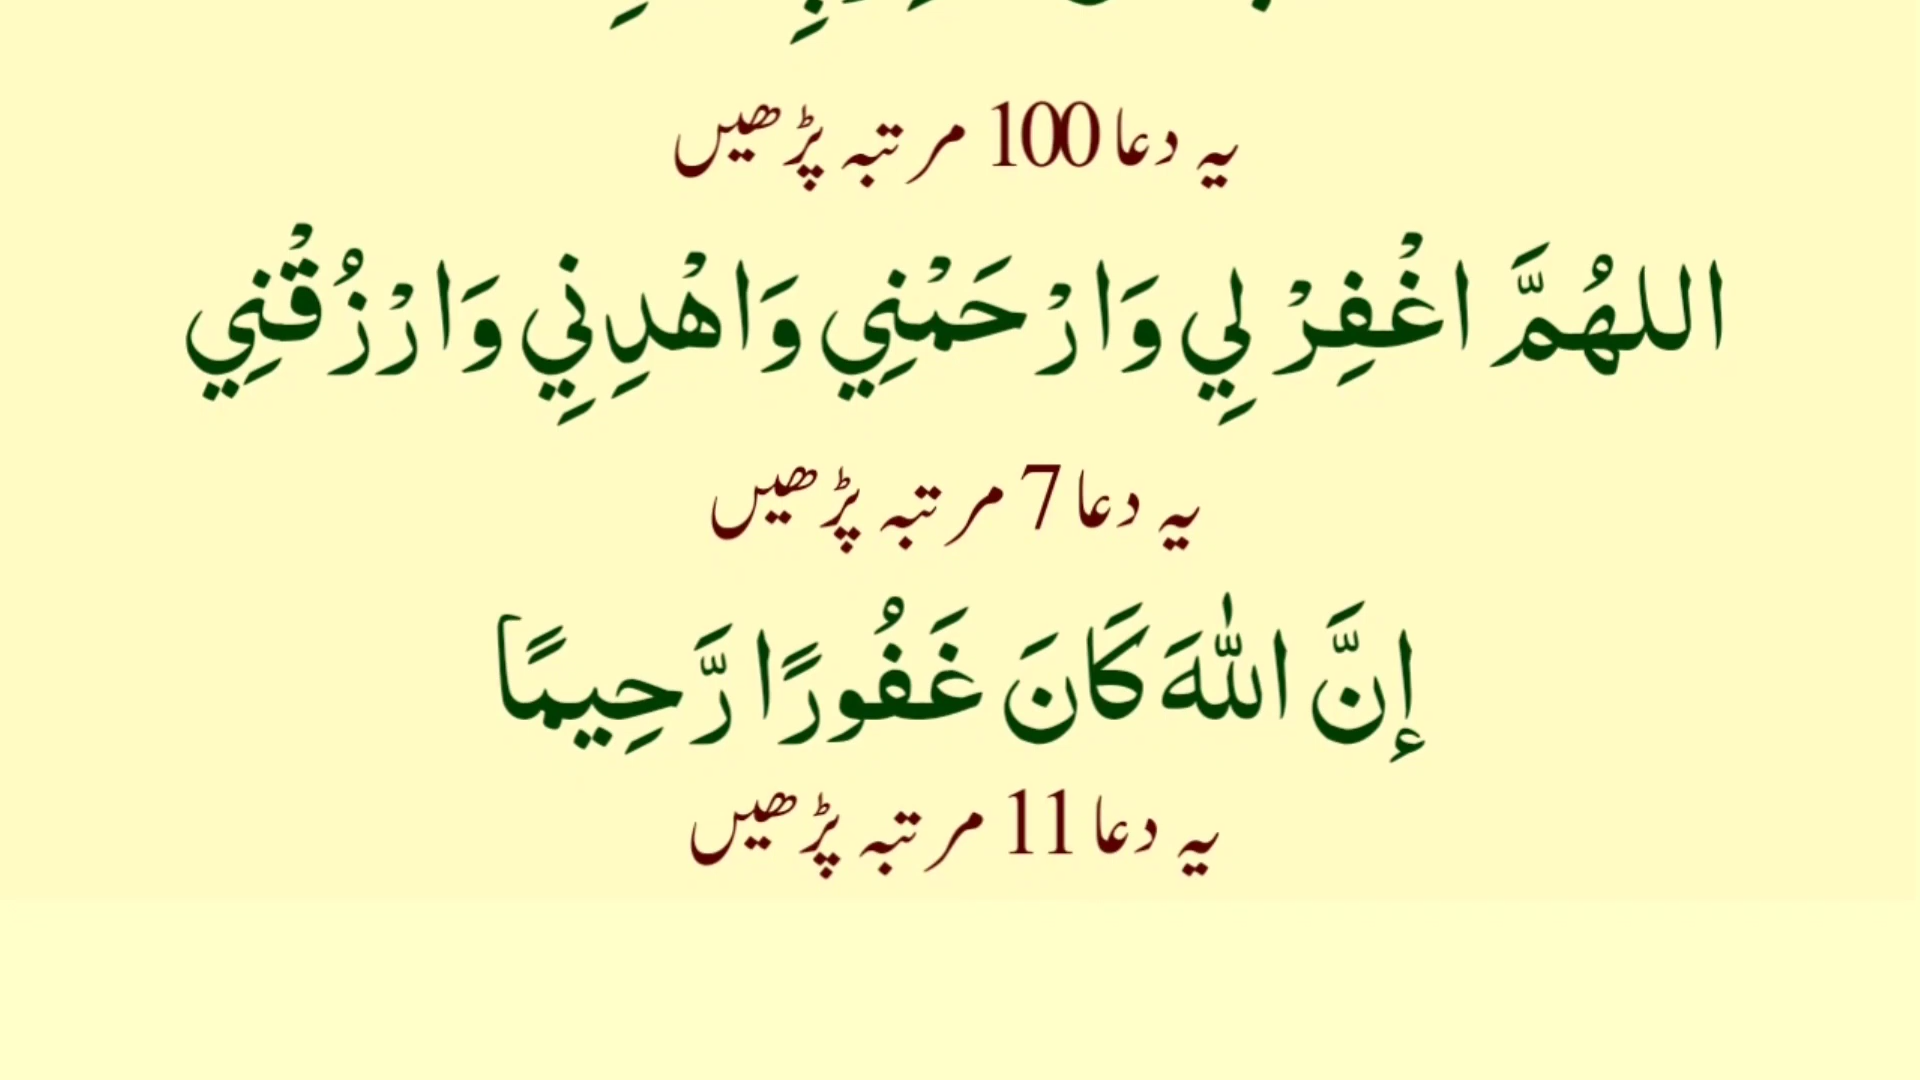 یہ دعا 100 مرتبہ پڑھیں
اللهُمَّ اغْفِرْ لِي وَارْحَمْنِي وَاهْدِنِي وَارْزُقْنِي
یہ دعا 7 مرتبہ پڑھیں
إِنَّ اللّٰهَ كَانَ غَفُورًا رَّحِيمًا
یہ دعا 11 مرتبہ پڑھیں